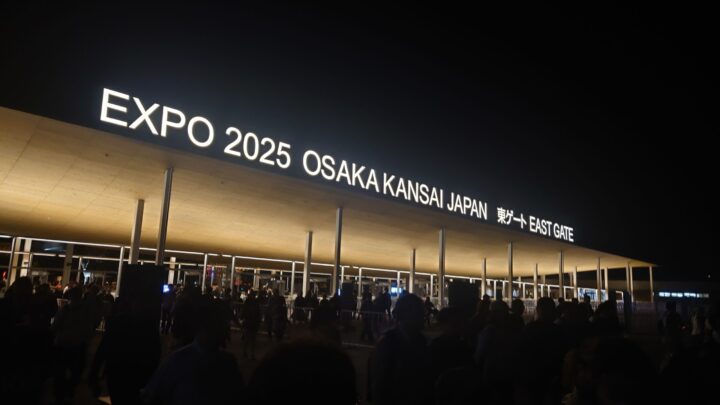 EXPO 2025 OSAKA KANSAI JAPAN 東ゲート EAST GATE